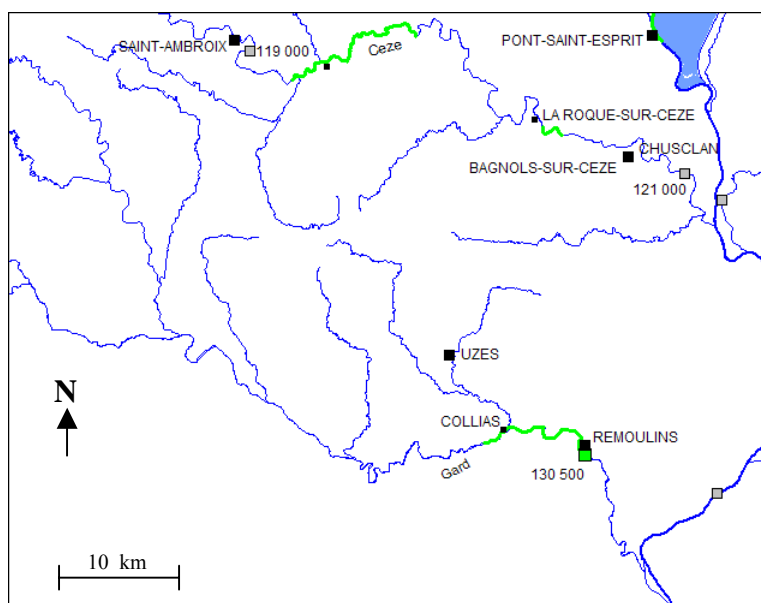 SAINT-AMBROIX
119 000
Ceze
PONT-SAINT-ESPRIT
LA ROQUE-SUR-CEZE
CHUSCLAN
BAGNOLS-SUR-CEZE
121 000
UZES
N
COLLIAS
REMOULINS
Gard
130 500
10 km